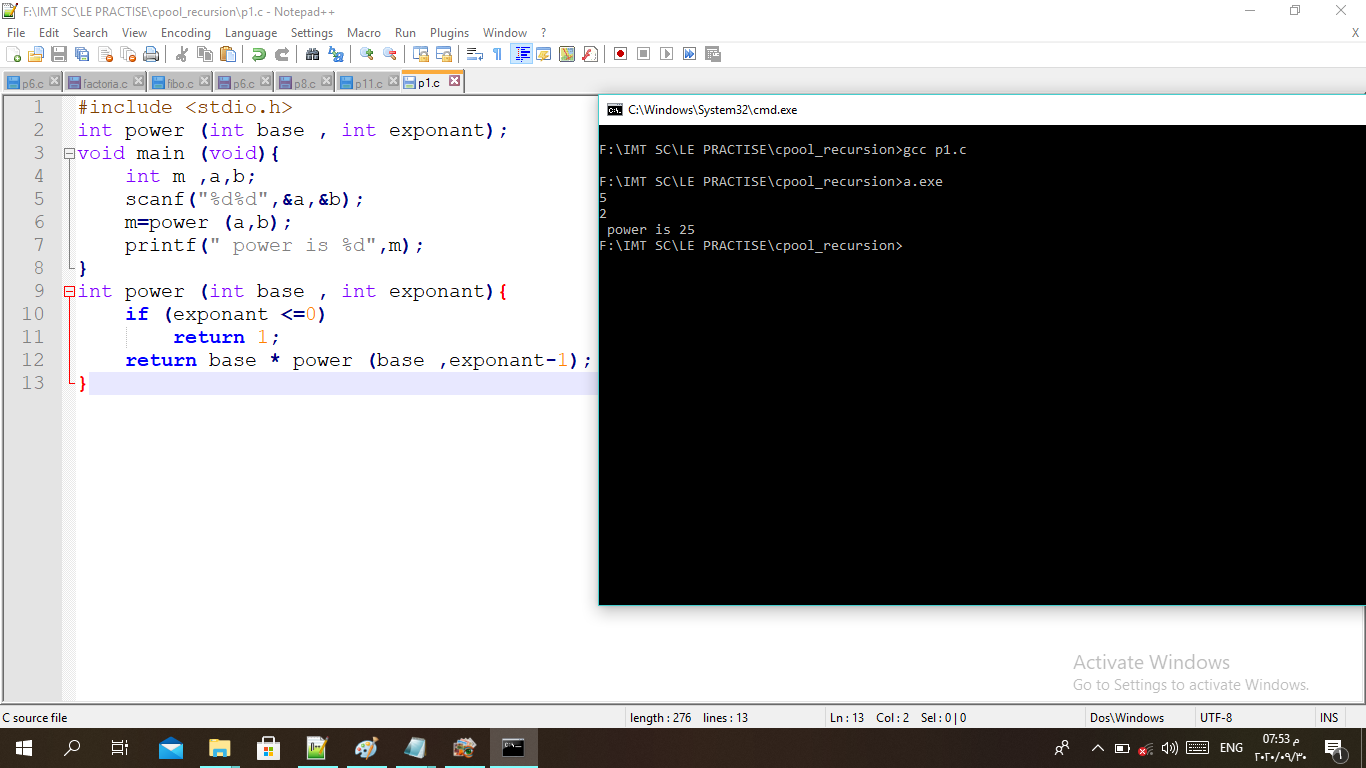 F:\IMT SC\LE PRACTISE\cpool_recursion\p1.c - Notepad++
File Edit Search View Encoding Language Settings Macro Run Plugins Window ? X
p6.c factoria.c fibo.c p6.c p8.c p11.c p1.c
1 #include <stdio.h>
2 int power (int base , int exponant);
3 void main (void){
4 int m ,a,b;
5 scanf("%d%d",&a,&b);
6 m=power (a,b);
7 printf(" power is %d",m);
8 }
9 int power (int base , int exponant){
10 if (exponant <=0)
11 return 1;
12 return base * power (base ,exponant-1);
13 }
C:\Windows\System32\cmd.exe
F:\IMT SC\LE PRACTISE\cpool_recursion>gcc p1.c
F:\IMT SC\LE PRACTISE\cpool_recursion>a.exe
5
2
power is 25
F:\IMT SC\LE PRACTISE\cpool_recursion>
Activate Windows
Go to Settings to activate Windows.
C source file length : 276 lines : 13 Ln : 13 Col : 2 Sel : 0 | 0 Dos\Windows UTF-8 INS
ENG
07:53 م
٢٠٢٠/٠٩/٣٠
1